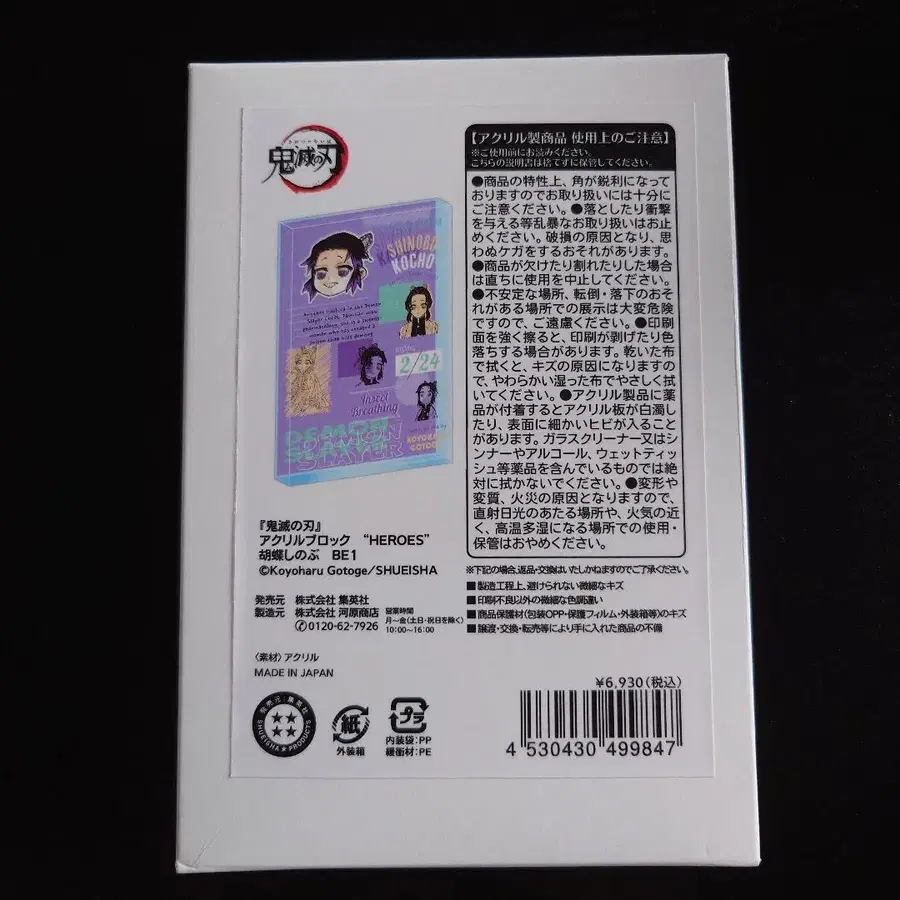 鬼滅の刃
SHINOBU
KOCHO
2/24
Insect
Breathing
DEMON
SLAYER
KOYOHARU
GOTOGE
『鬼滅の刃』
アクリルブロック “HEROES”
胡蝶しのぶ BE1
©Koyoharu Gotoge/SHUEISHA
発売元 株式会社 集英社
製造元 株式会社 河原商店
✆0120-62-7926
営業時間
月〜金(土日・祝日を除く)
10:00〜16:00
〈素材〉アクリル
MADE IN JAPAN
発売元 集英社
SHUEISHA PRODUCTS
紙
外装箱
プラ
内装袋:PP
緩衝材:PE
【アクリル製商品 使用上のご注意】
※ご使用前にお読みください。
こちらの説明書は捨てずに保管してください。
●商品の特性上、角が鋭利になって
おりますのでお取り扱いには十分
にご注意ください。●落としたり衝撃
を与える等乱暴なお取り扱いはお止
めください。破損の原因となり、思
わぬケガをするおそれがあります。
●商品が欠けたり割れたりした場合
は直ちに使用を中止してください。
●不安定な場所、転倒・落下のおそ
れがある場所での展示は大変危険
ですので、ご遠慮ください。●印刷
面を強く擦ると、印刷が剥げたり色
落ちする場合があります。乾いた布
で拭くと、キズの原因になりますの
で、やわらかい湿った布でやさしく拭
いてください。●アクリル製品に薬
品が付着するとアクリル板が白濁し
たり、表面に細かいヒビが入ること
があります。ガラスクリーナー又はシ
ンナーやアルコール、ウェットティッ
シュ等薬品を含んでいるものでは絶
対に拭かないでください。●変形や
変質、火災の原因となりますので、
直射日光のあたる場所や、火気の近
く、高温多湿になる場所での使用・
保管はおやめください。
※下記の場合、返品・交換はいたしかねますのでご了承ください。
■製造工程上、避けられない微細なキズ
■印刷不良以外の微細な色調違い
■商品保護材(包装OPP・保護フィルム・外装箱等)のキズ
■譲渡・交換・転売等により手に入れた商品の不備
¥6,930(税込)
4 530430 499847